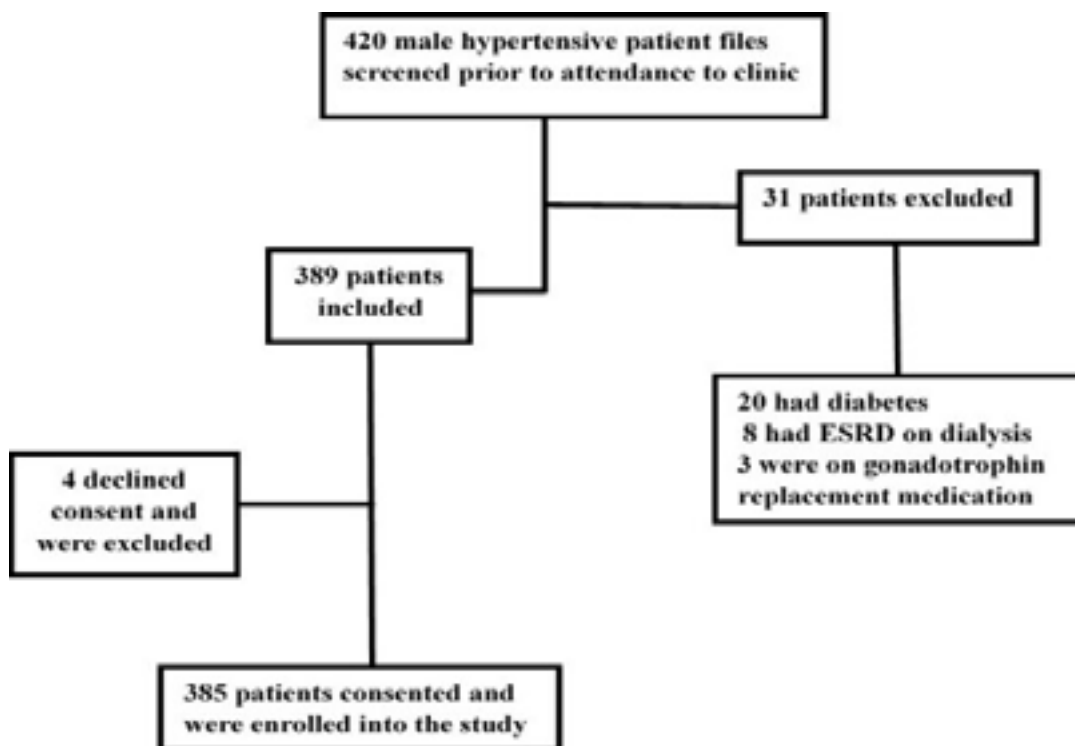 420 male hypertensive patient files
screened prior to attendance to clinic
31 patients excluded
389 patients
included
20 had diabetes
8 had ESRD on dialysis
3 were on gonadotrophin
replacement medication
4 declined
consent and
were excluded
385 patients consented and
were enrolled into the study